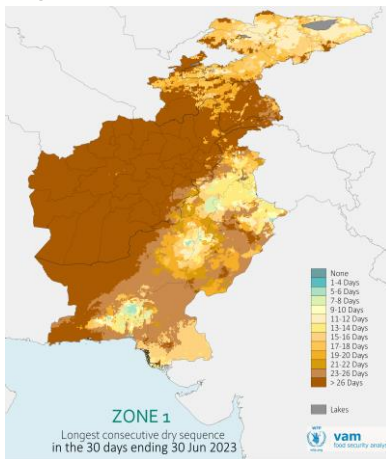 None
1-4 Days
5-6 Days
7-8 Days
9-10 Days
11-12 Days
13-14 Days
15-16 Days
17-18 Days
19-20 Days
21-22 Days
23-26 Days
> 26 Days
Lakes
ZONE 1
Longest consecutive dry sequence
in the 30 days ending 30 Jun 2023
WFP
vam
food security analys